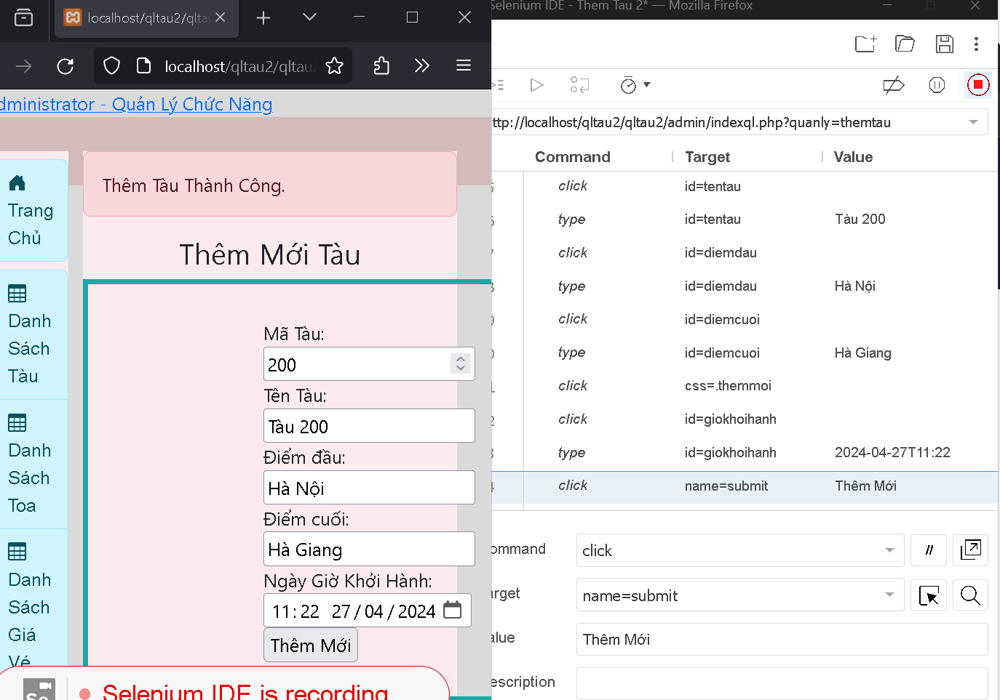 localhost/qltau2/qltau
Selenium IDE - Them Tau 2* — Mozilla Firefox
localhost/qltau2/qltau2
dministrator - Quản Lý Chức Năng
ttp://localhost/qltau2/qltau2/admin/indexql.php?quanly=themtau
Trang
Chủ
Danh
Sách
Tàu
Danh
Sách
Toa
Danh
Sách
Giá
Vé
Thêm Tàu Thành Công.
Thêm Mới Tàu
Mã Tàu:
200
Tên Tàu:
Tàu 200
Điểm đầu:
Hà Nội
Điểm cuối:
Hà Giang
Ngày Giờ Khởi Hành:
11:22 27/04/2024
Thêm Mới
Selenium IDE is recording
Command Target Value
click id=tentau
type id=tentau Tàu 200
click id=diemdau
type id=diemdau Hà Nội
click id=diemcuoi
type id=diemcuoi Hà Giang
click css=.themmoi
click id=giokhoihanh
type id=giokhoihanh 2024-04-27T11:22
click name=submit Thêm Mới
ommand click //
arget name=submit
alue Thêm Mới
escription